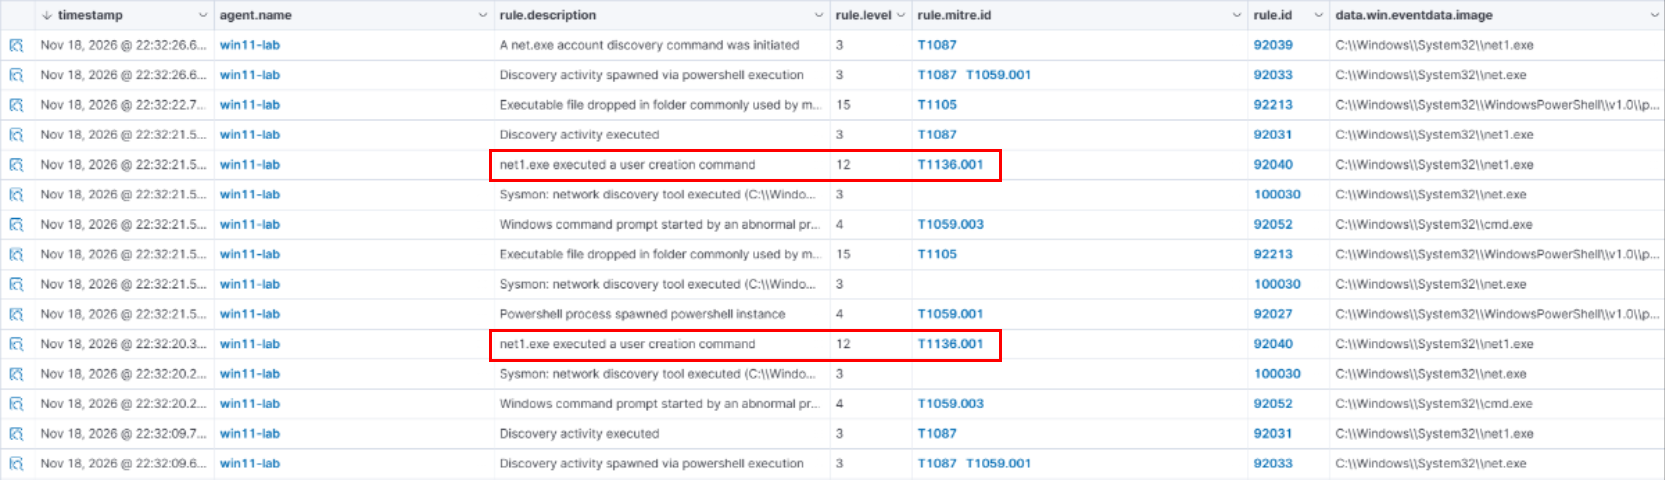 timestamp agent.name rule.description rule.level rule.mitre.id rule.id data.win.eventdata.image
Nov 18, 2026 @ 22:32:26.6... win11-lab A net.exe account discovery command was initiated 3 T1087 92039 C:\\Windows\\System32\\net1.exe
Nov 18, 2026 @ 22:32:26.6... win11-lab Discovery activity spawned via powershell execution 3 T1087 T1059.001 92033 C:\\Windows\\System32\\net.exe
Nov 18, 2026 @ 22:32:22.7... win11-lab Executable file dropped in folder commonly used by m... 15 T1105 92213 C:\\Windows\\System32\\WindowsPowerShell\\v1.0\\p...
Nov 18, 2026 @ 22:32:21.5... win11-lab Discovery activity executed 3 T1087 92031 C:\\Windows\\System32\\net1.exe
Nov 18, 2026 @ 22:32:21.5... win11-lab net1.exe executed a user creation command 12 T1136.001 92040 C:\\Windows\\System32\\net1.exe
Nov 18, 2026 @ 22:32:21.5... win11-lab Sysmon: network discovery tool executed (C:\\Windo... 3 100030 C:\\Windows\\System32\\net.exe
Nov 18, 2026 @ 22:32:21.5... win11-lab Windows command prompt started by an abnormal pr... 4 T1059.003 92052 C:\\Windows\\System32\\cmd.exe
Nov 18, 2026 @ 22:32:21.5... win11-lab Executable file dropped in folder commonly used by m... 15 T1105 92213 C:\\Windows\\System32\\WindowsPowerShell\\v1.0\\p...
Nov 18, 2026 @ 22:32:21.5... win11-lab Sysmon: network discovery tool executed (C:\\Windo... 3 100030 C:\\Windows\\System32\\net.exe
Nov 18, 2026 @ 22:32:21.5... win11-lab Powershell process spawned powershell instance 4 T1059.001 92027 C:\\Windows\\System32\\WindowsPowerShell\\v1.0\\p...
Nov 18, 2026 @ 22:32:20.3... win11-lab net1.exe executed a user creation command 12 T1136.001 92040 C:\\Windows\\System32\\net1.exe
Nov 18, 2026 @ 22:32:20.2... win11-lab Sysmon: network discovery tool executed (C:\\Windo... 3 100030 C:\\Windows\\System32\\net.exe
Nov 18, 2026 @ 22:32:20.2... win11-lab Windows command prompt started by an abnormal pr... 4 T1059.003 92052 C:\\Windows\\System32\\cmd.exe
Nov 18, 2026 @ 22:32:09.7... win11-lab Discovery activity executed 3 T1087 92031 C:\\Windows\\System32\\net1.exe
Nov 18, 2026 @ 22:32:09.6... win11-lab Discovery activity spawned via powershell execution 3 T1087 T1059.001 92033 C:\\Windows\\System32\\net.exe